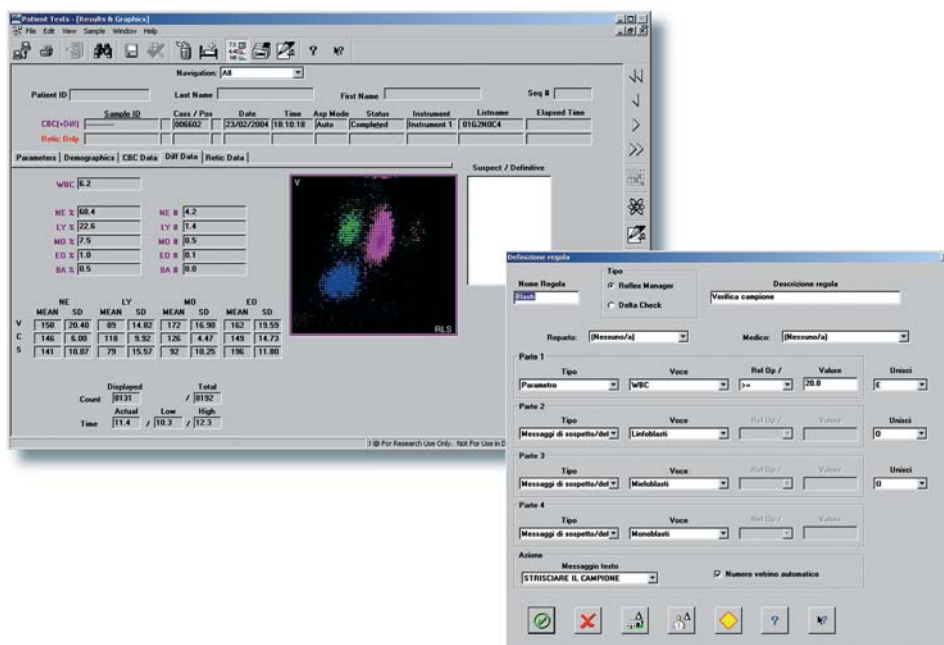 Patient Tests - [Results & Graphics]
File Edit View Sample Window Help
Navigation: All
Patient ID Last Name First Name Seq #
Sample ID Cass / Pos Date Time Asp Mode Status Instrument Listname Elapsed Time
CBC(+Diff) ---------- 006602 23/02/2004 18:10:18 Auto Completed Instrument 1 01G2N0C4
Retic Only
Parameters Demographics CBC Data Diff Data Retic Data
Suspect / Definitive
WBC 6.2
NE % 68.4 NE # 4.2
LY % 22.6 LY # 1.4
MO % 7.5 MO # 0.5
EO % 1.0 EO # 0.1
BA % 0.5 BA # 0.0
V
RLS
NE LY MO EO
MEAN SD MEAN SD MEAN SD MEAN SD
V 150 20.40 89 14.02 172 16.90 162 19.59
C 146 6.00 110 9.92 126 4.47 149 14.73
S 141 10.07 79 15.57 92 10.25 196 11.80
Displayed Total
Count 8131 / 8192
Actual Low High
Time 11.4 / 10.3 / 12.3
! @ For Research Use Only. Not For Use in D
Definizione regola
Nome Regola Tipo Descrizione regola
Blasti Reflex Manager Verifica campione
Delta Check
Reparto: (Nessuno/a) Medico: (Nessuno/a)
Parte 1
Tipo Voce Rel Op / Valore Unisci
Parametro WBC >= 20.0 E
Parte 2
Tipo Voce Rel Op / Valore Unisci
Messaggi di sospetto/def Linfoblasti O
Parte 3
Tipo Voce Rel Op / Valore Unisci
Messaggi di sospetto/def Mieloblasti O
Parte 4
Tipo Voce Rel Op / Valore
Messaggi di sospetto/def Monoblasti
Azione
Messaggio testo
STRISCIARE IL CAMPIONE Numero vetrino automatico